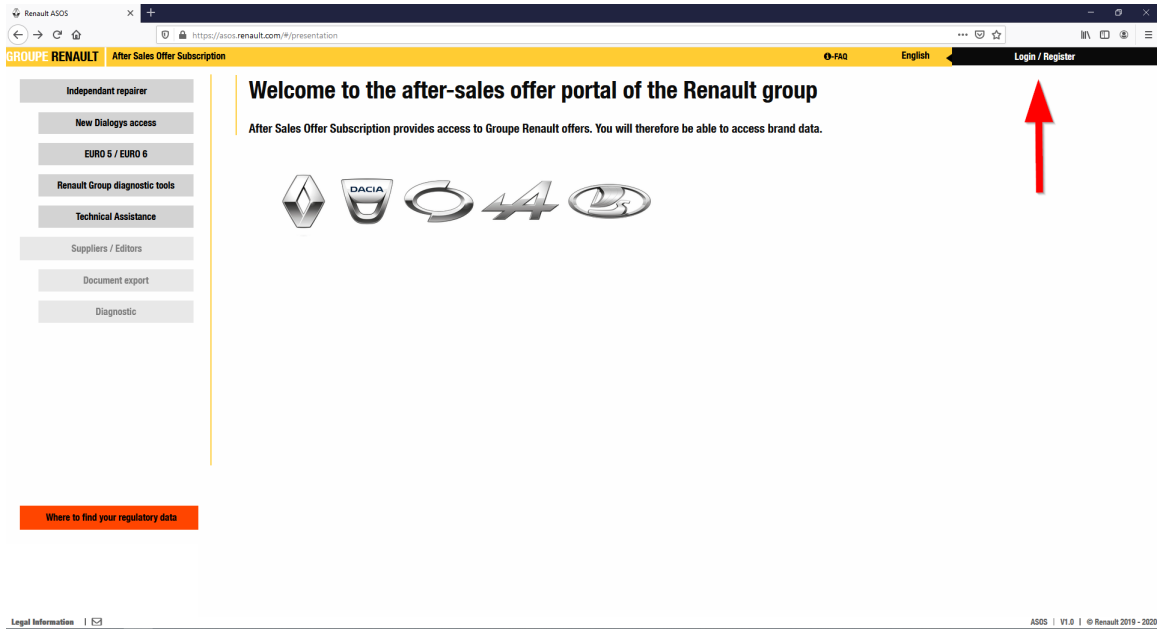 Renault ASOS
https://asos.renault.com/#/presentation
GROUPE RENAULT After Sales Offer Subscription FAQ English Login / Register
Independant repairer
New Dialogys access
EURO 5 / EURO 6
Renault Group diagnostic tools
Technical Assistance
Suppliers / Editors
Document export
Diagnostic
Where to find your regulatory data
Welcome to the after-sales offer portal of the Renault group
After Sales Offer Subscription provides access to Groupe Renault offers. You will therefore be able to access brand data.
DACIA
Legal Information | ASOS | V1.0 | © Renault 2019 - 2020